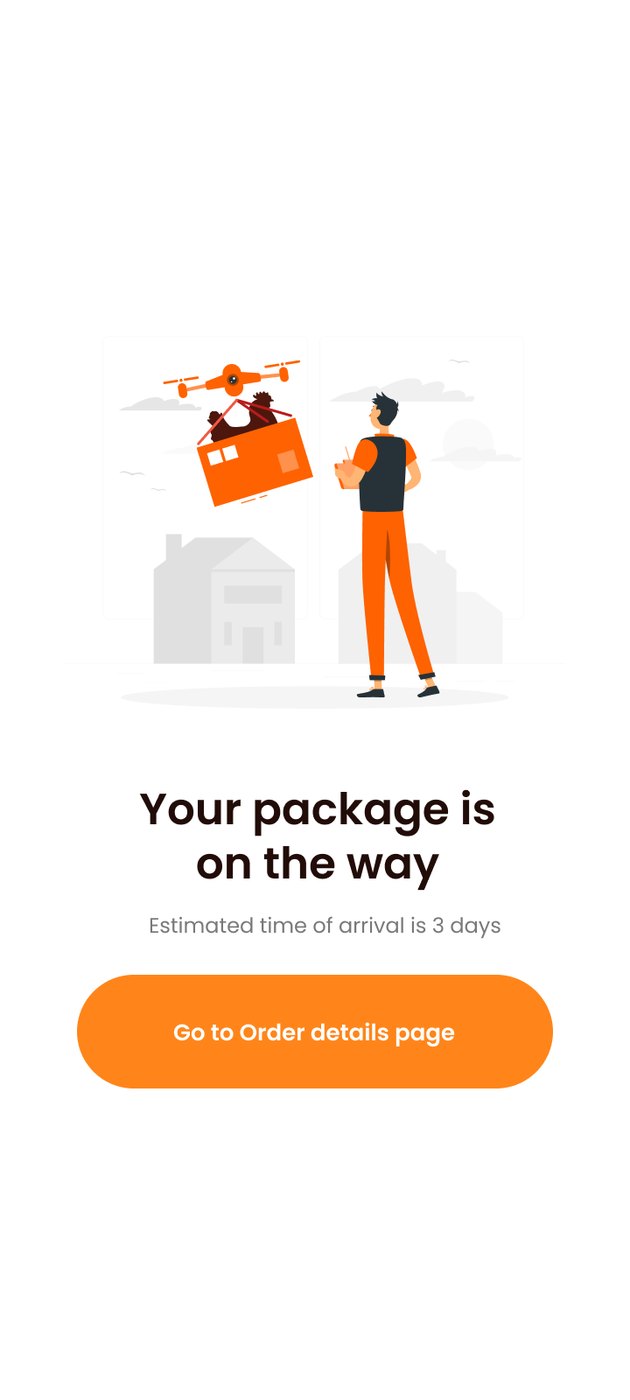 Your package is
on the way
Estimated time of arrival is 3 days
Go to Order details page